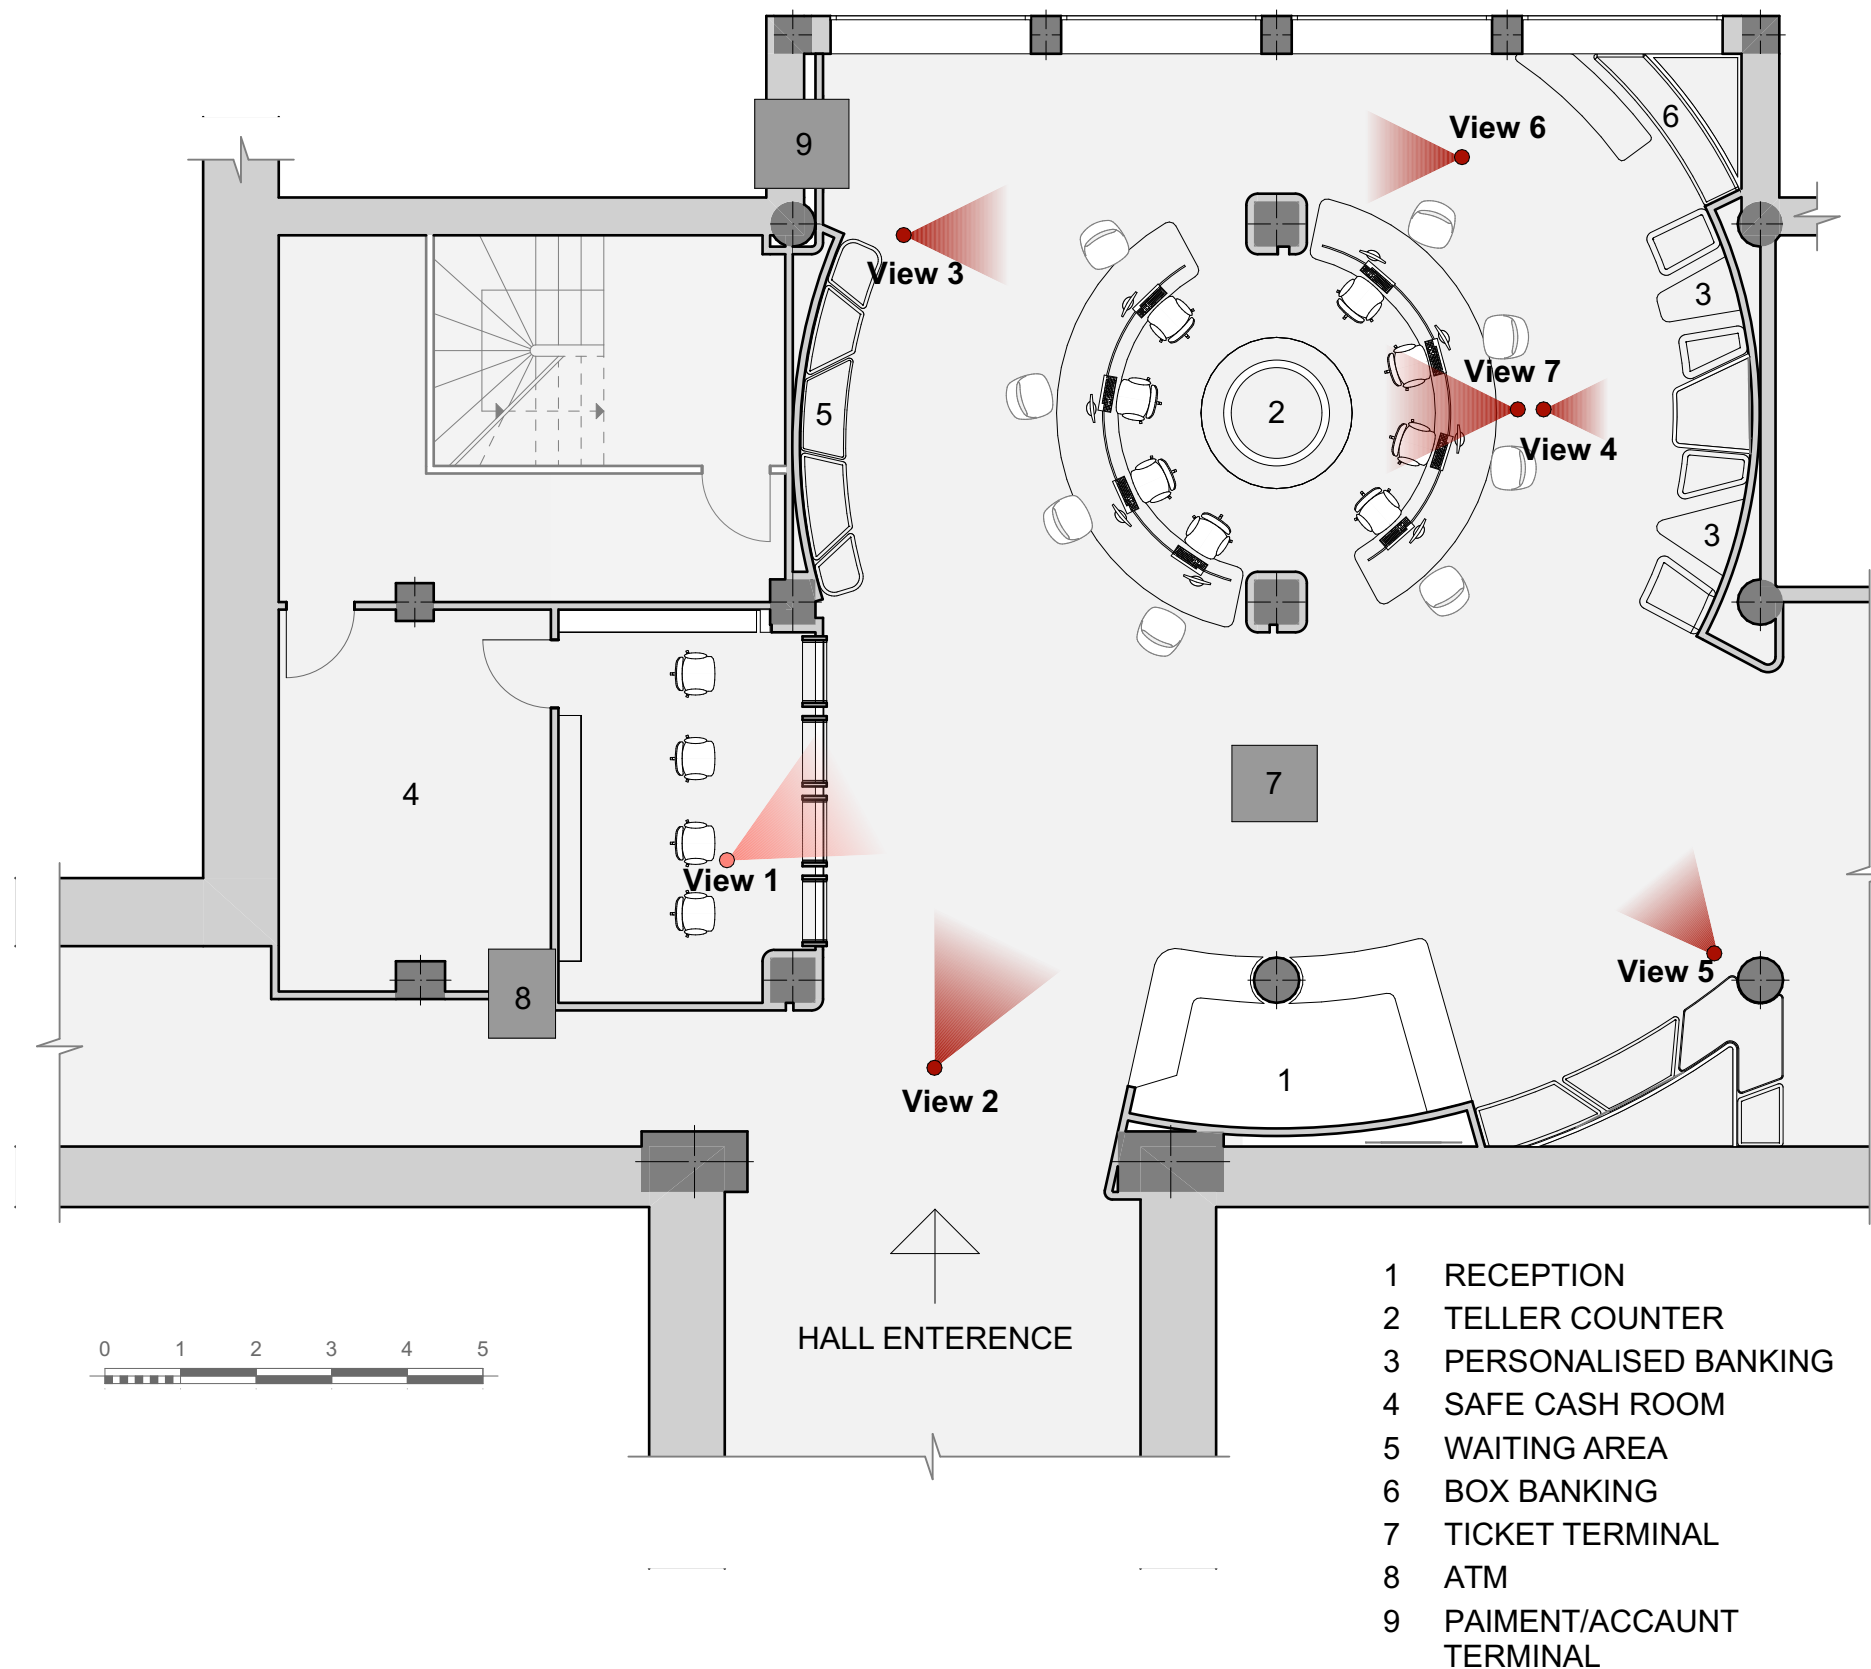 6
View 6
9
View 3
3
View 7
5
2
View 4
3
7
4
View 1
View 5
8
1
View 2
HALL ENTERENCE
0 1 2 3 4 5
1 RECEPTION
2 TELLER COUNTER
3 PERSONALISED BANKING
4 SAFE CASH ROOM
5 WAITING AREA
6 BOX BANKING
7 TICKET TERMINAL
8 ATM
9 PAIMENT/ACCAUNT
TERMINAL